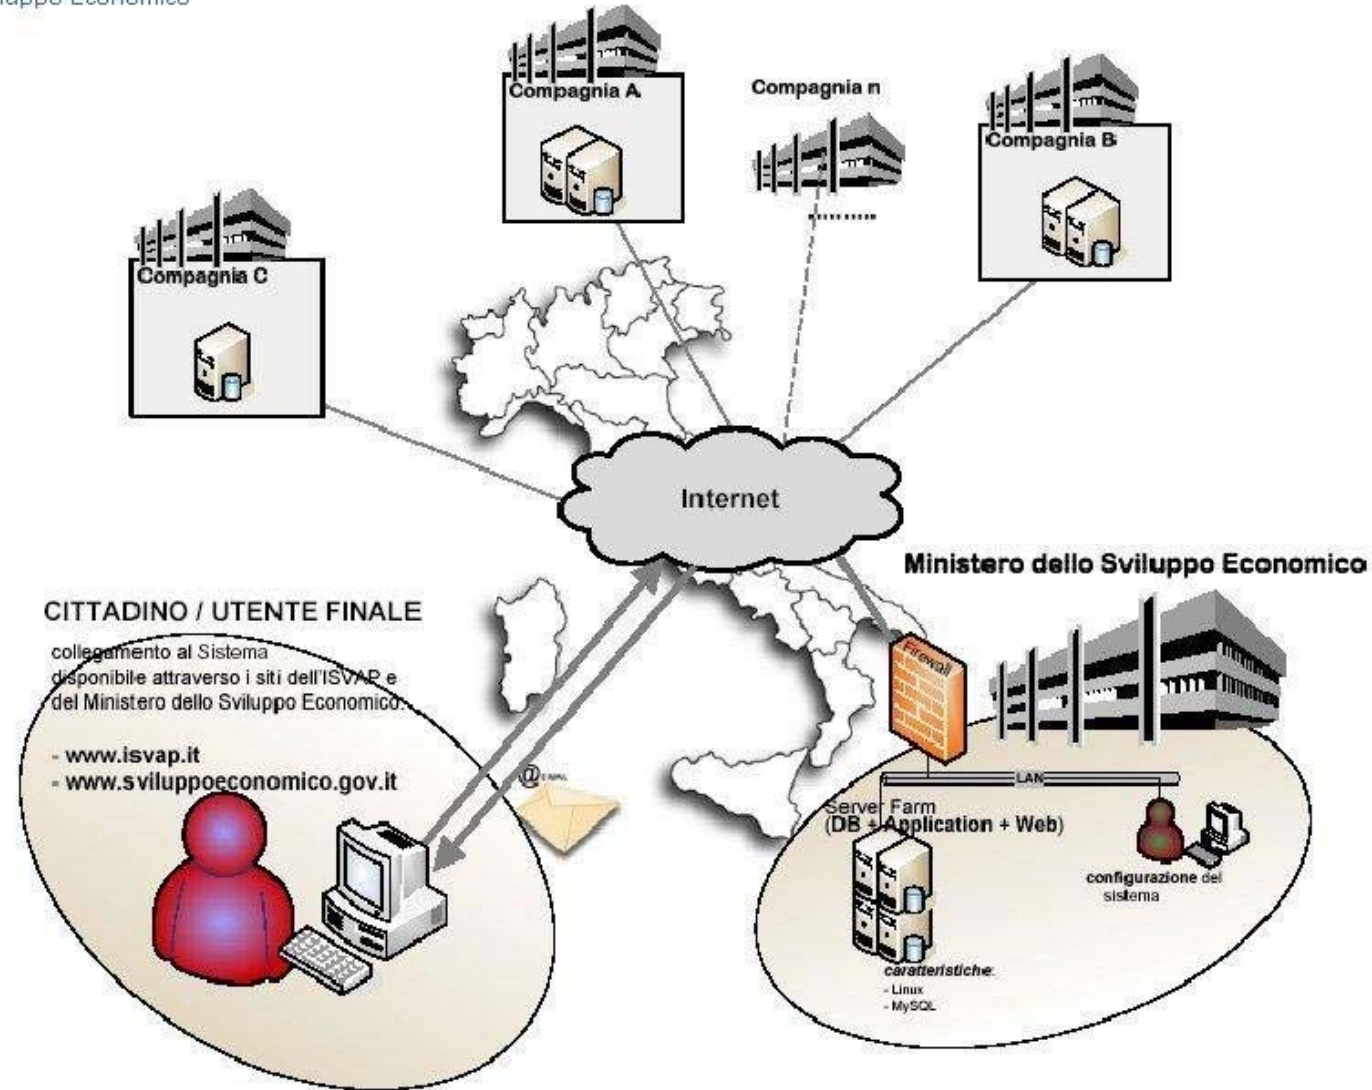 Economico
Compagnia A
Compagnia n
Compagnia B
Compagnia C
Internet
Ministero dello Sviluppo Economico
CITTADINO / UTENTE FINALE
collegamento al Sistema
disponibile attraverso i siti dell'ISVAP e
del Ministero dello Sviluppo Economico:
- www.isvap.it
- www.sviluppoeconomico.gov.it
@
Firewall
LAN
Server Farm
(DB + Application + Web)
configurazione del
sistema
caratteristiche:
- Linux
- MySQL